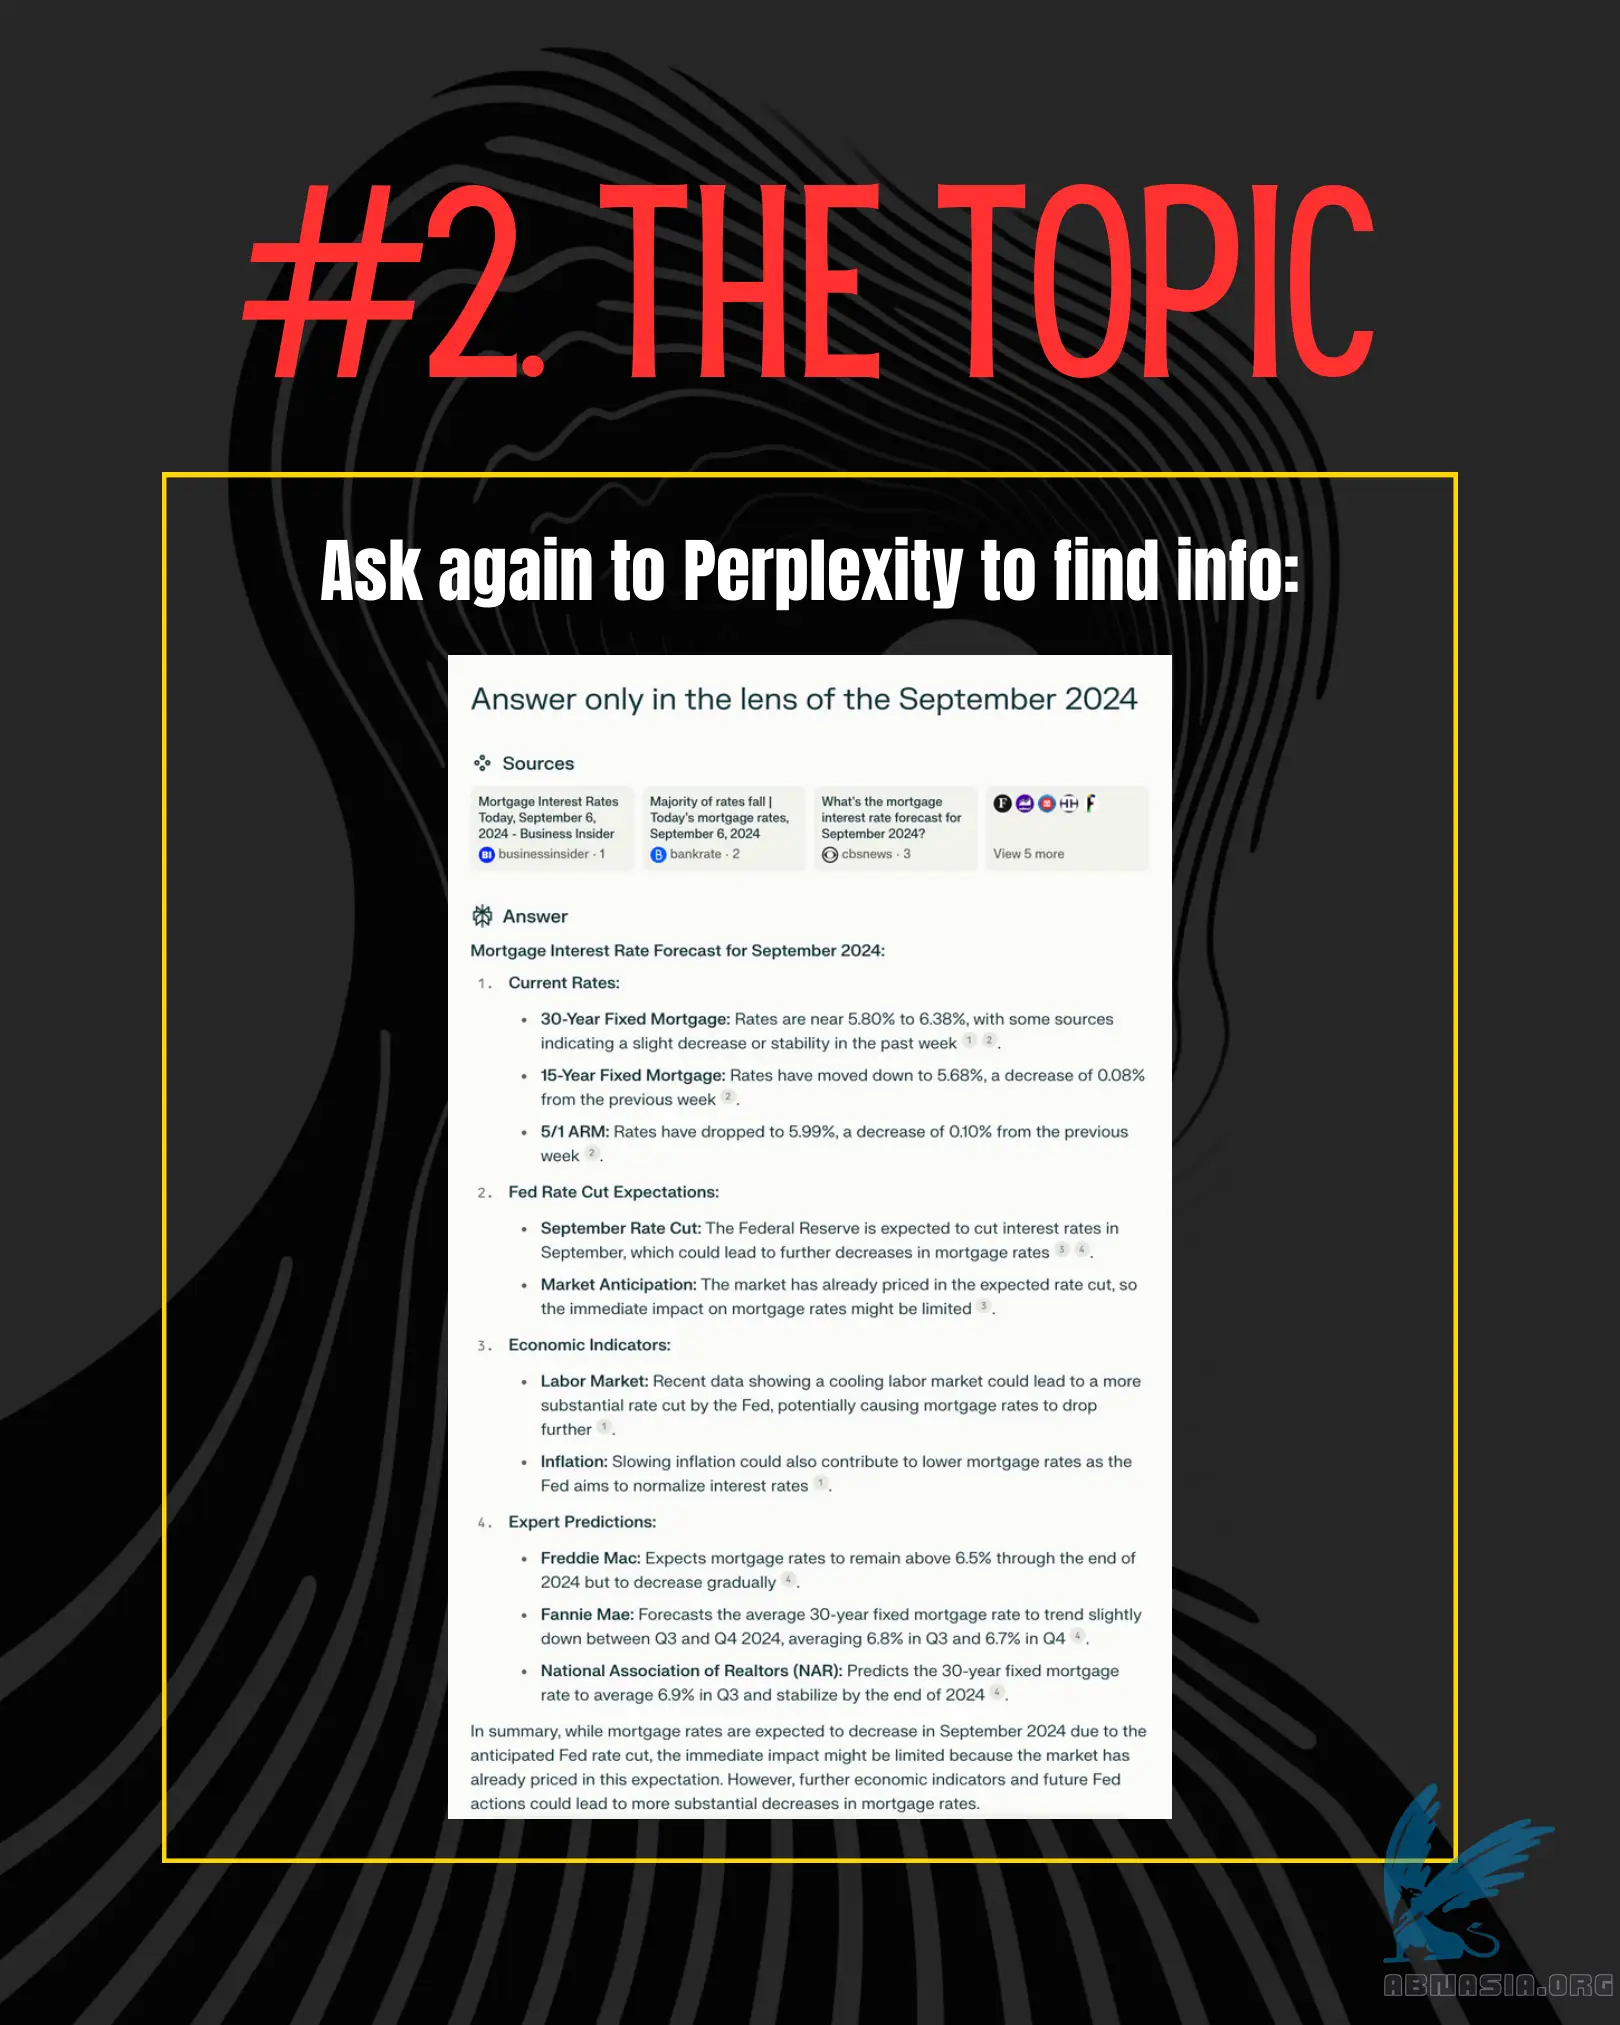 #2. THE TOPIC
Ask again to Perplexity to find info:
Answer only in the lens of the September 2024
Sources
Mortgage Interest Rates
Today, September 6,
2024 - Business Insider
businessinsider · 1
Majority of rates fall |
Today's mortgage rates,
September 6, 2024
bankrate · 2
What's the mortgage
interest rate forecast for
September 2024?
cbsnews · 3
View 5 more
Answer
Mortgage Interest Rate Forecast for September 2024:
1. Current Rates:
• 30-Year Fixed Mortgage: Rates are near 5.80% to 6.38%, with some sources
indicating a slight decrease or stability in the past week 1 2.
• 15-Year Fixed Mortgage: Rates have moved down to 5.68%, a decrease of 0.08%
from the previous week 2.
• 5/1 ARM: Rates have dropped to 5.99%, a decrease of 0.10% from the previous
week 2.
2. Fed Rate Cut Expectations:
• September Rate Cut: The Federal Reserve is expected to cut interest rates in
September, which could lead to further decreases in mortgage rates 3 4.
• Market Anticipation: The market has already priced in the expected rate cut, so
the immediate impact on mortgage rates might be limited 3.
3. Economic Indicators:
• Labor Market: Recent data showing a cooling labor market could lead to a more
substantial rate cut by the Fed, potentially causing mortgage rates to drop
further 1.
• Inflation: Slowing inflation could also contribute to lower mortgage rates as the
Fed aims to normalize interest rates 1.
4. Expert Predictions:
• Freddie Mac: Expects mortgage rates to remain above 6.5% through the end of
2024 but to decrease gradually 4.
• Fannie Mae: Forecasts the average 30-year fixed mortgage rate to trend slightly
down between Q3 and Q4 2024, averaging 6.8% in Q3 and 6.7% in Q4 4.
• National Association of Realtors (NAR): Predicts the 30-year fixed mortgage
rate to average 6.9% in Q3 and stabilize by the end of 2024 4.
In summary, while mortgage rates are expected to decrease in September 2024 due to the
anticipated Fed rate cut, the immediate impact might be limited because the market has
already priced in this expectation. However, further economic indicators and future Fed
actions could lead to more substantial decreases in mortgage rates.
ABNASIA.ORG